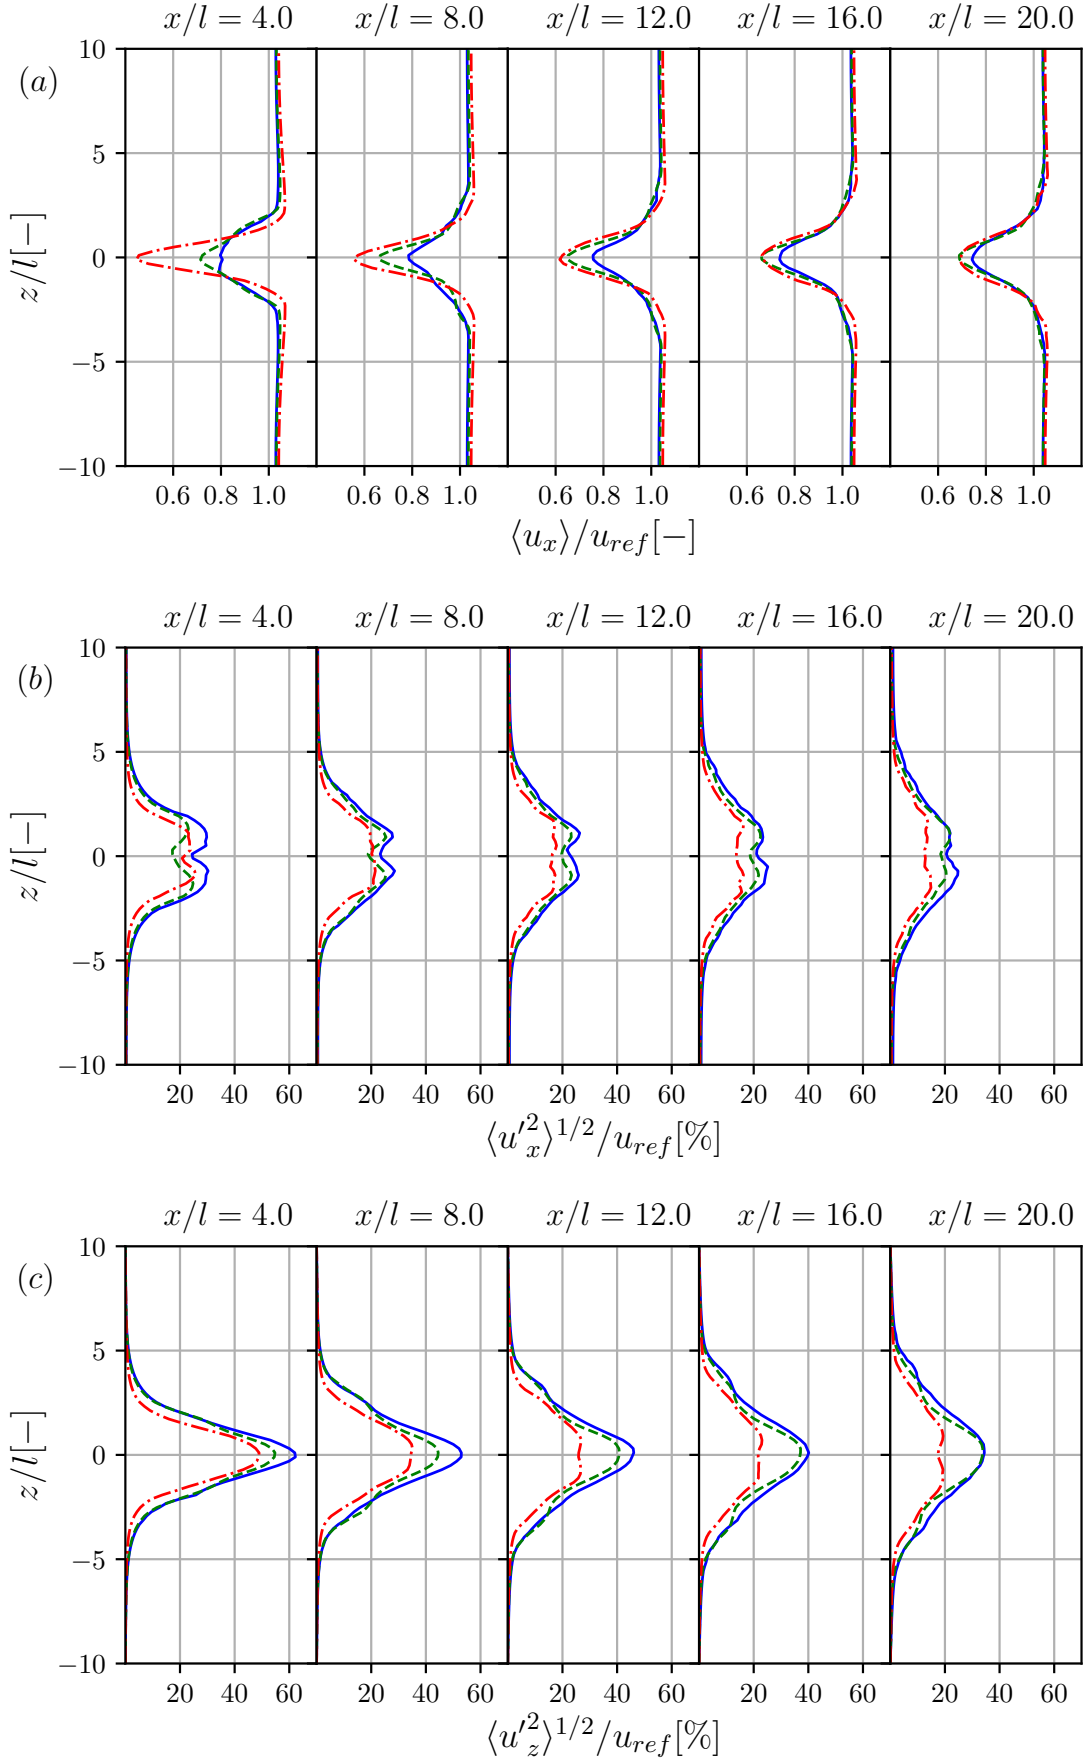 x/l = 4.0 x/l = 8.0 x/l = 12.0 x/l = 16.0 x/l = 20.0
(a)
10
5
0
−5
−10
z/l[−]
0.6 0.8 1.0 0.6 0.8 1.0 0.6 0.8 1.0 0.6 0.8 1.0 0.6 0.8 1.0
⟨u_x⟩/u_ref[−]
x/l = 4.0 x/l = 8.0 x/l = 12.0 x/l = 16.0 x/l = 20.0
(b)
10
5
0
−5
−10
z/l[−]
20 40 60 20 40 60 20 40 60 20 40 60 20 40 60
⟨u′_x^2⟩^1/2/u_ref[%]
x/l = 4.0 x/l = 8.0 x/l = 12.0 x/l = 16.0 x/l = 20.0
(c)
10
5
0
−5
−10
z/l[−]
20 40 60 20 40 60 20 40 60 20 40 60 20 40 60
⟨u′_z^2⟩^1/2/u_ref[%]